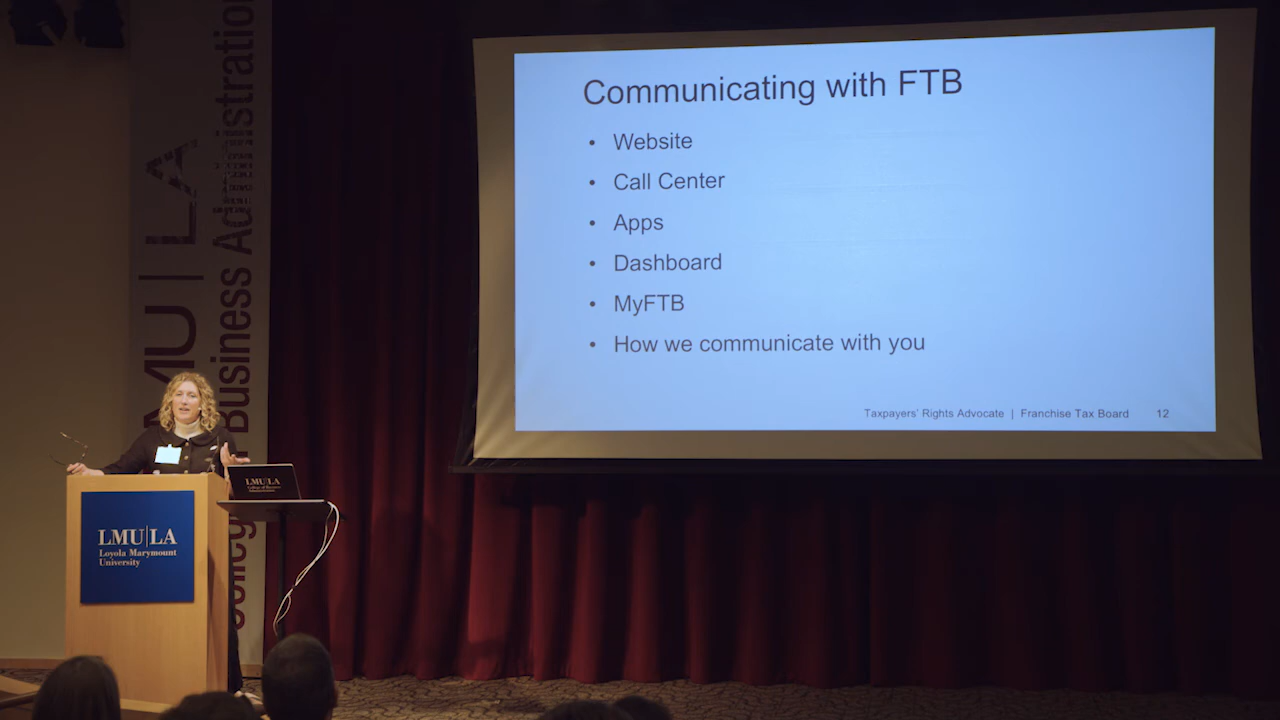 Communicating with FTB
• Website
• Call Center
• Apps
• Dashboard
• MyFTB
• How we communicate with you
Taxpayers' Rights Advocate | Franchise Tax Board 12
LMU|LA
Business Administration
LMU|LA
LMU|LA
Loyola Marymount
University